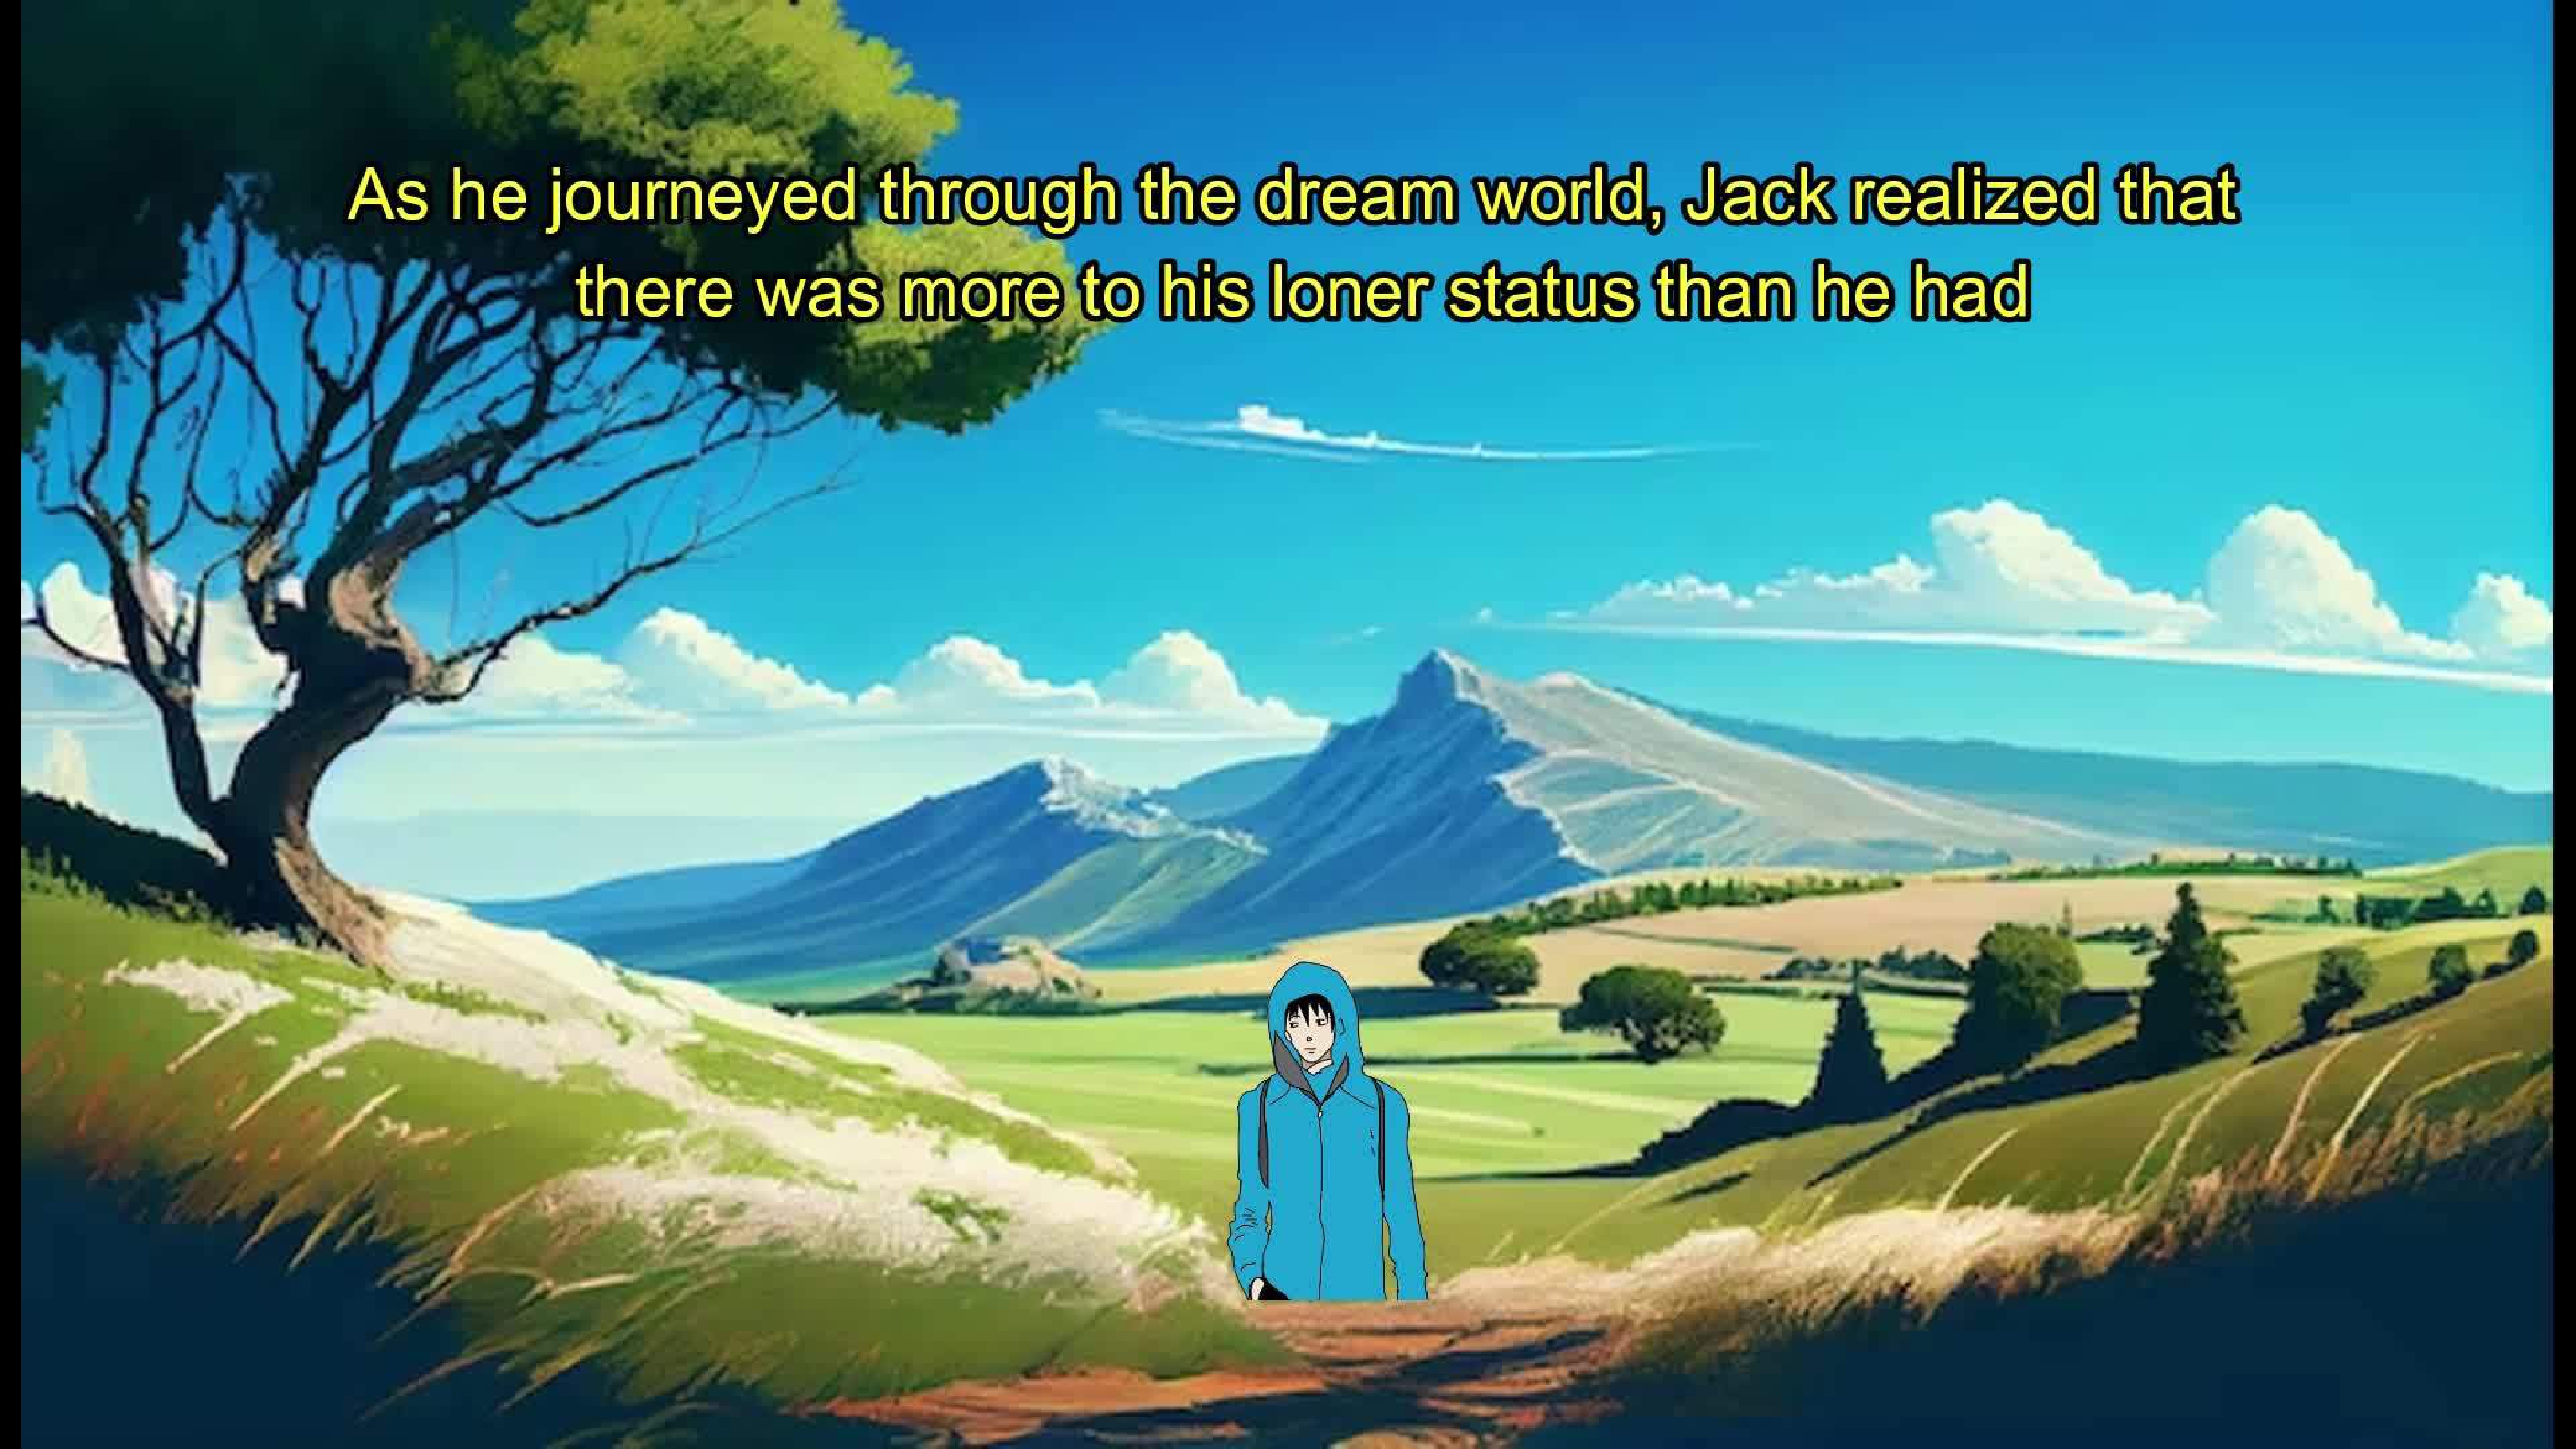 As he journeyed through the dream world, Jack realized that
there was more to his loner status than he had